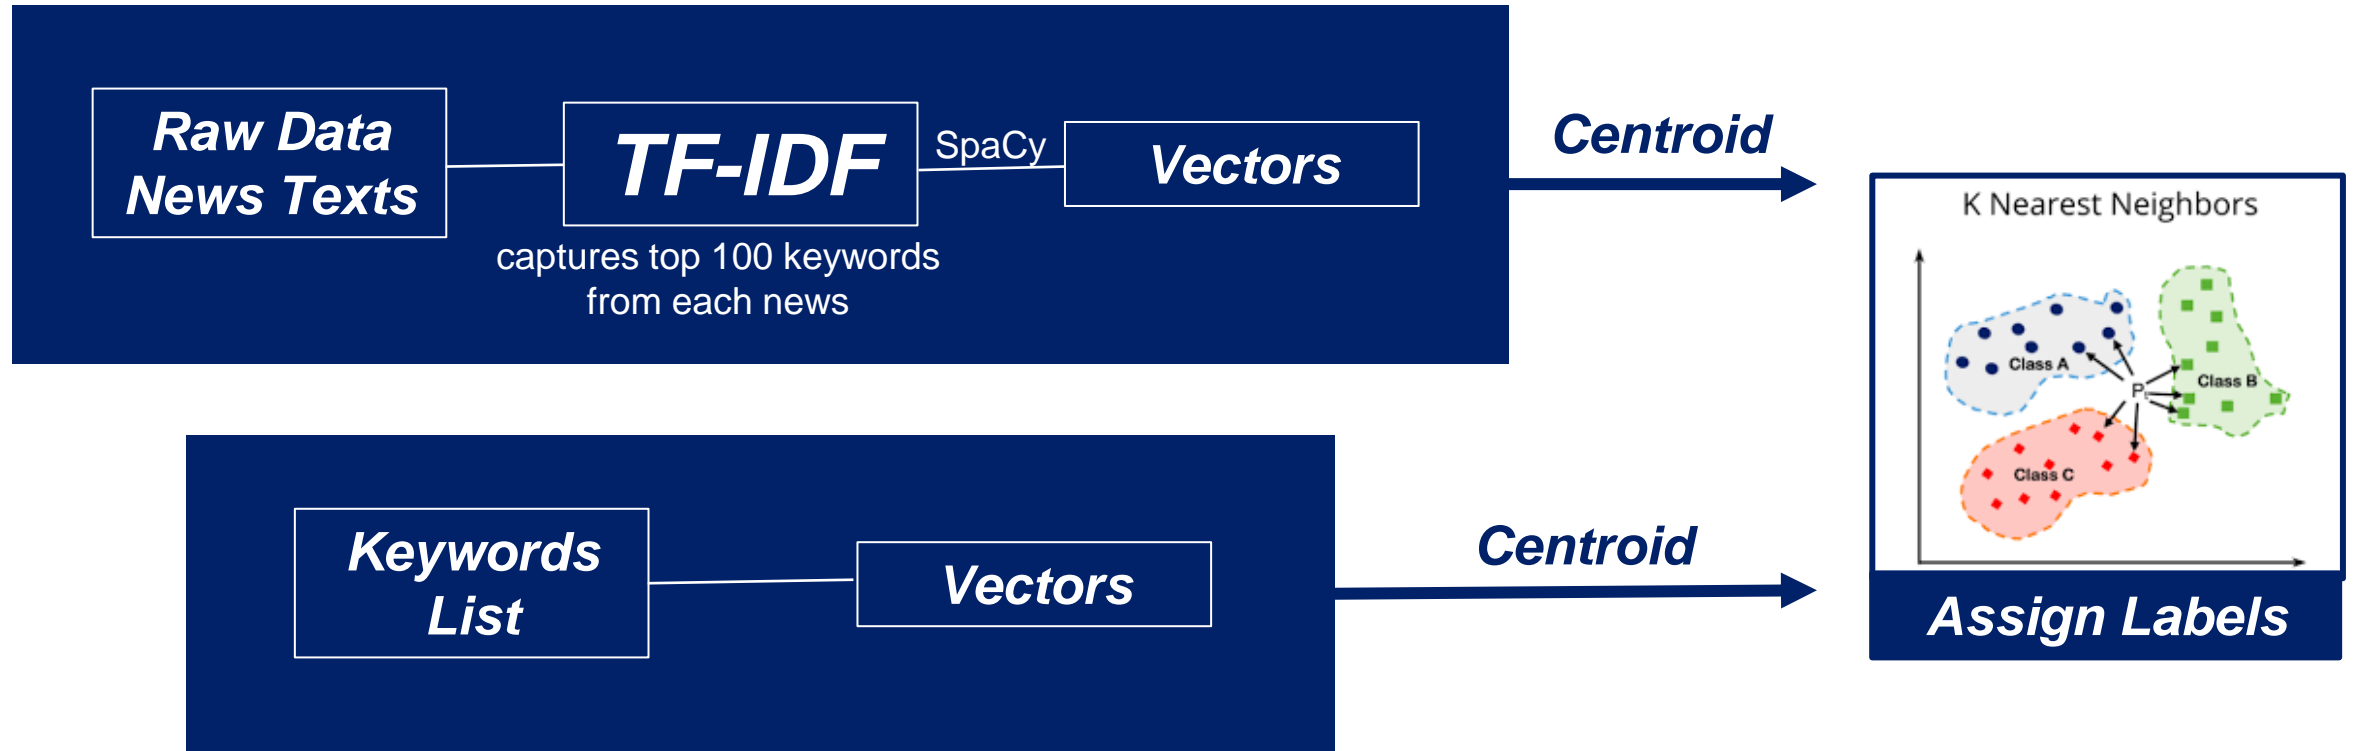 Raw Data
News Texts
TF-IDF
SpaCy
Vectors
captures top 100 keywords
from each news
Centroid
K Nearest Neighbors
Class A
Class B
Class C
Keywords
List
Vectors
Centroid
Assign Labels